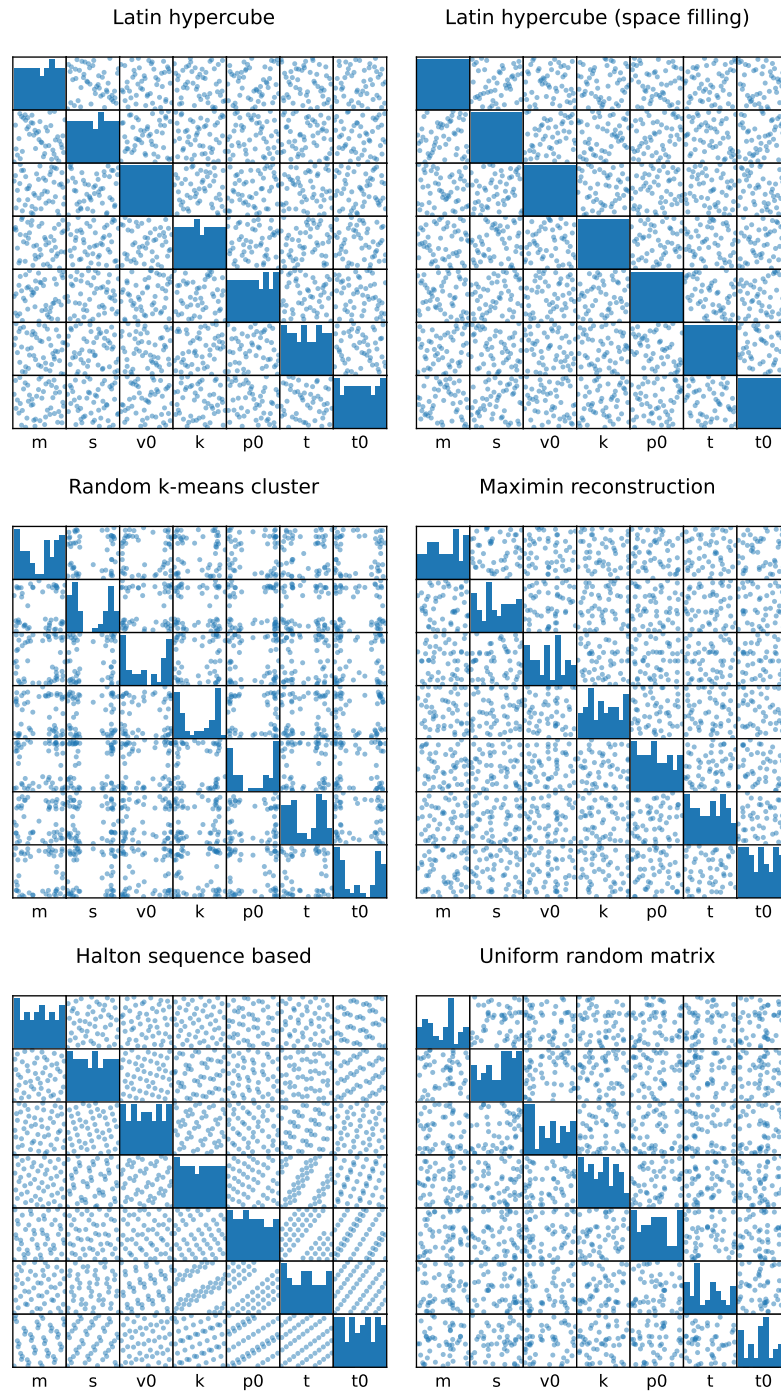 Latin hypercube
Latin hypercube (space filling)
m s v0 k p0 t t0
m s v0 k p0 t t0
Random k-means cluster
Maximin reconstruction
m s v0 k p0 t t0
m s v0 k p0 t t0
Halton sequence based
Uniform random matrix
m s v0 k p0 t t0
m s v0 k p0 t t0